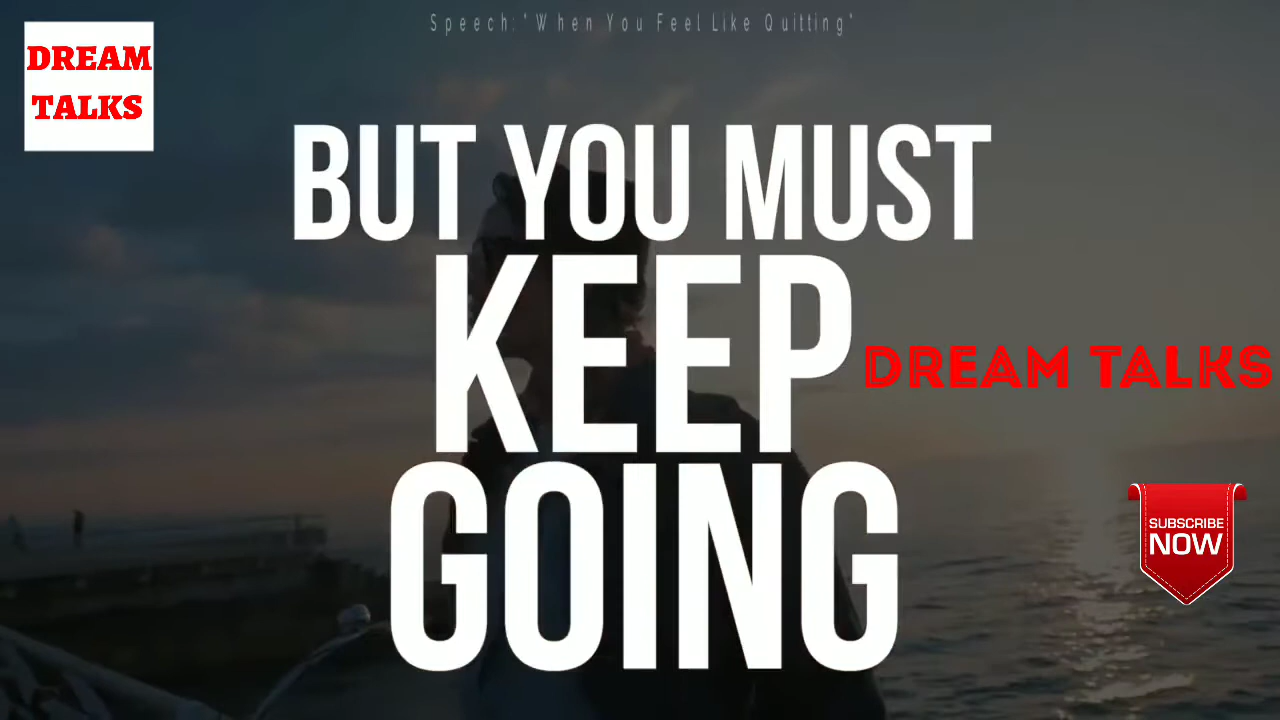 Speech: "When You Feel Like Quitting"
DREAM
TALKS
BUT YOU MUST
KEEP
GOING
DREAM TALKS
SUBSCRIBE
NOW